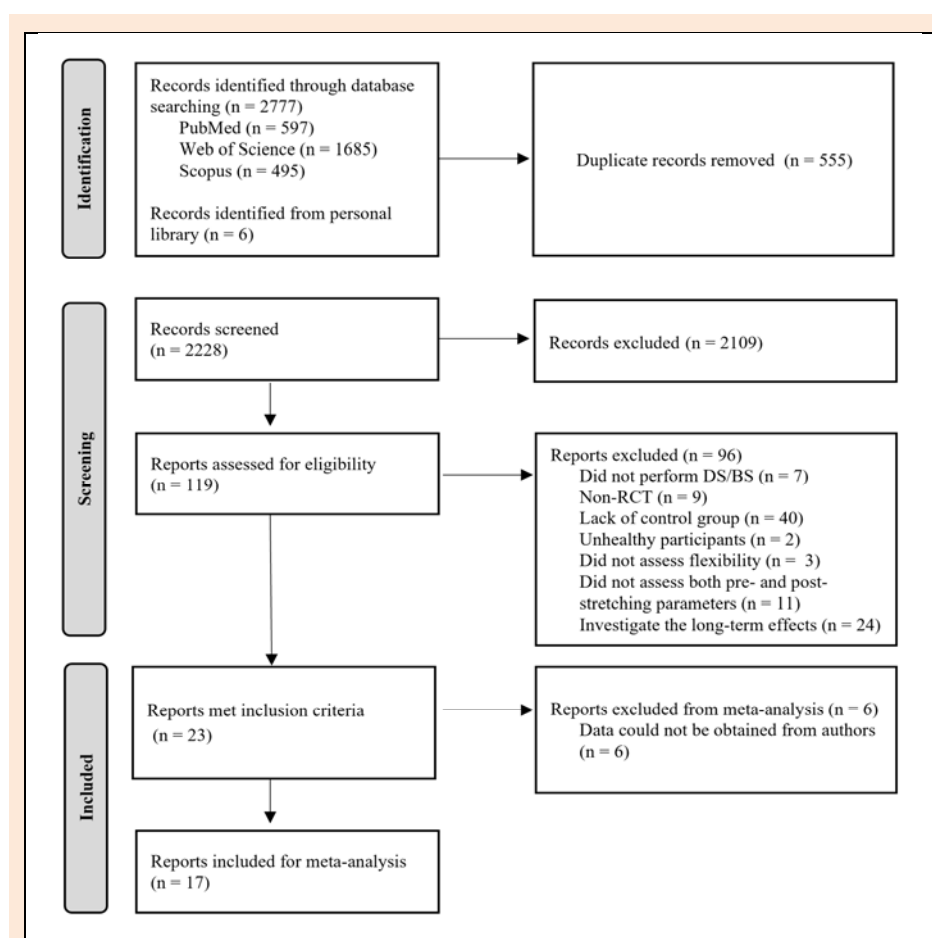 Identification
Records identified through database
searching (n = 2777)
PubMed (n = 597)
Web of Science (n = 1685)
Scopus (n = 495)
Records identified from personal
library (n = 6)
Duplicate records removed (n = 555)
Screening
Records screened
(n = 2228)
Records excluded (n = 2109)
Reports assessed for eligibility
(n = 119)
Reports excluded (n = 96)
Did not perform DS/BS (n = 7)
Non-RCT (n = 9)
Lack of control group (n = 40)
Unhealthy participants (n = 2)
Did not assess flexibility (n = 3)
Did not assess both pre- and post-
stretching parameters (n = 11)
Investigate the long-term effects (n = 24)
Included
Reports met inclusion criteria
(n = 23)
Reports excluded from meta-analysis (n = 6)
Data could not be obtained from authors
(n = 6)
Reports included for meta-analysis
(n = 17)